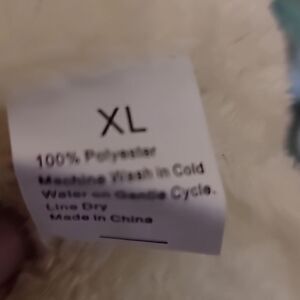 XL
100% Polyester
Machine Wash in Cold
Water on Gentle Cycle.
Line Dry
Made in China